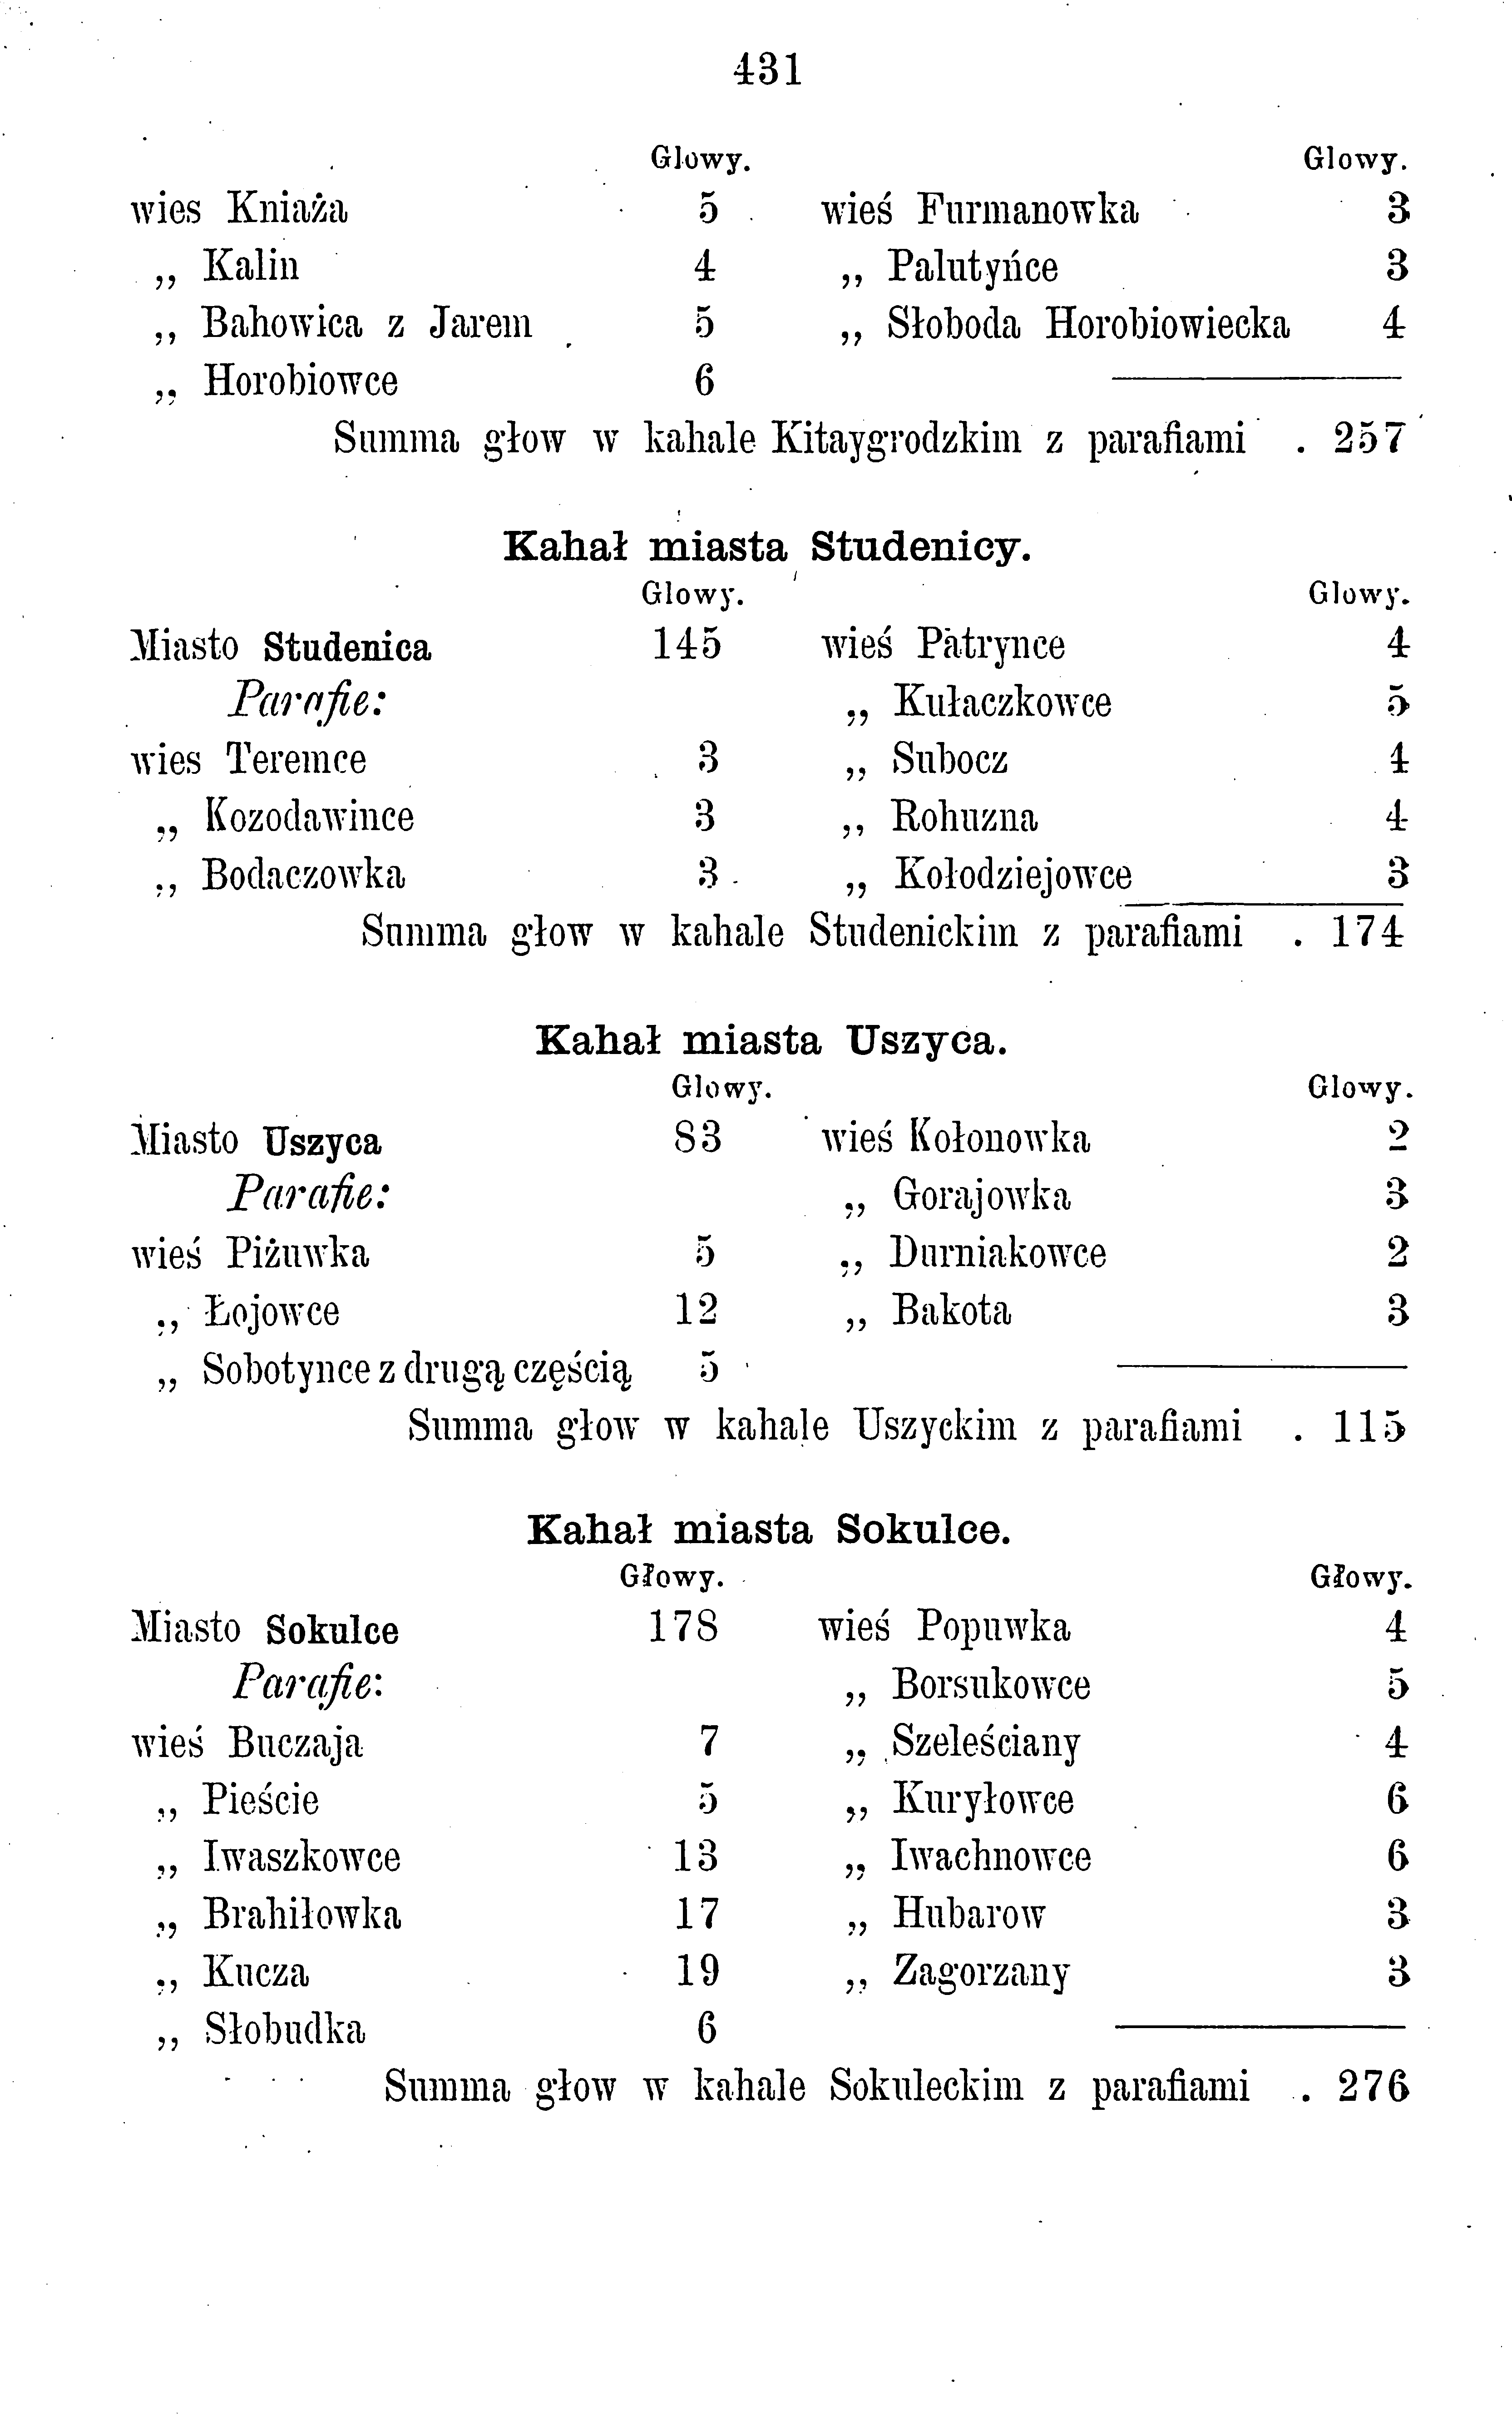 431
Glowy. Glowy.
wies Kniaża 5 wieś Furmanowka 3
„ Kalin 4 „ Palutyńce 3
„ Bahowica z Jarem 5 „ Słoboda Horobiowiecka 4
„ Horobiowce 6
Summa głow w kahale Kitaygrodzkim z parafiami . 257
Kahał miasta Studenicy.
Glowy. Glowy.
Miasto Studenica 145 wieś Patrynce 4
Parafie: „ Kułaczkowce 5
wies Teremce 3 „ Subocz 4
„ Kozodawince 3 „ Rohuzna 4
„ Bodaczowka 3 „ Kołodziejowce 3
Summa głow w kahale Studenickim z parafiami . 174
Kahał miasta Uszyca.
Glowy. Glowy.
Miasto Uszyca 83 wieś Kołonowka 2
Parafie: „ Gorajowka 3
wieś Piżuwka 5 „ Durniakowce 2
„ Łojowce 12 „ Bakota 3
„ Sobotynce z drugą częścią 5
Summa głow w kahale Uszyckim z parafiami . 115
Kahał miasta Sokulce.
Głowy. Głowy.
Miasto Sokulce 178 wieś Popuwka 4
Parafie: „ Borsukowce 5
wieś Buczaja 7 „ Szeleściany 4
„ Pieście 5 „ Kuryłowce 6
„ Iwaszkowce 13 „ Iwachnowce 6
„ Brahiłowka 17 „ Hubarow 3
„ Kucza 19 „ Zagorzany 3
„ Słobudka 6
Summa głow w kahale Sokuleckim z parafiami . 276